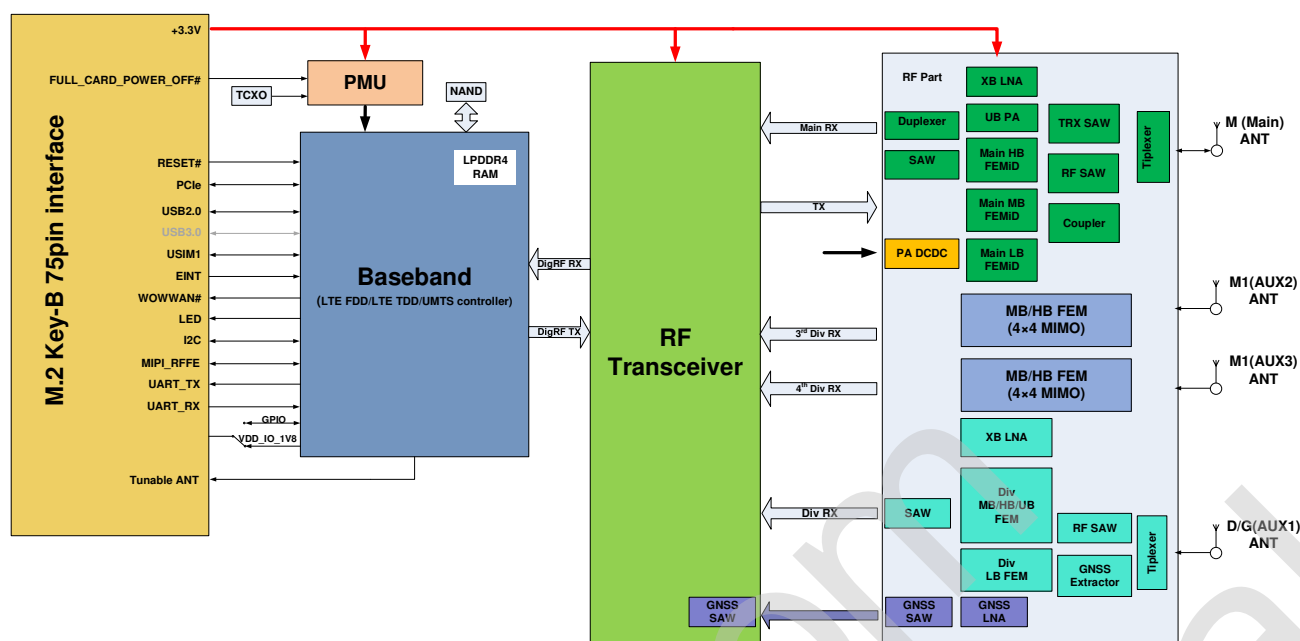 M.2 Key-B 75pin interface
+3.3V
FULL_CARD_POWER_OFF#
RESET#
PCIe
USB2.0
USB3.0
USIM1
EINT
WOWWAN#
LED
I2C
MIPI_RFFE
UART_TX
UART_RX
GPIO
VDD_IO_1V8
Tunable ANT
TCXO
PMU
NAND
LPDDR4
RAM
Baseband
(LTE FDD/LTE TDD/UMTS controller)
DigRF RX
DigRF TX
RF
Transceiver
GNSS
SAW
Main RX
TX
3rd Div RX
4th Div RX
Div RX
RF Part
XB LNA
Duplexer
UB PA
TRX SAW
SAW
Main HB
FEMiD
RF SAW
Main MB
FEMiD
Coupler
PA DCDC
Main LB
FEMiD
Tiplexer
MB/HB FEM
(4×4 MIMO)
MB/HB FEM
(4×4 MIMO)
XB LNA
SAW
Div
MB/HB/UB
FEM
RF SAW
Div
LB FEM
GNSS
Extractor
Tiplexer
GNSS
SAW
GNSS
LNA
M (Main)
ANT
M1(AUX2)
ANT
M1(AUX3)
ANT
D/G(AUX1)
ANT